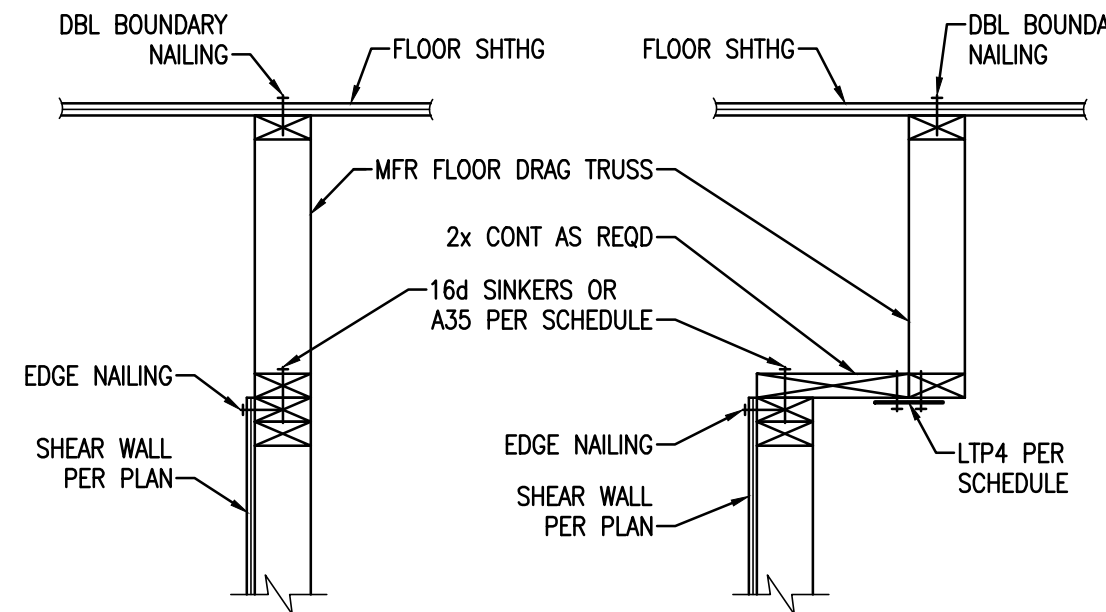 DBL BOUNDARY
NAILING
FLOOR SHTHG
FLOOR SHTHG
DBL BOUNDA
NAILING
MFR FLOOR DRAG TRUSS
2x CONT AS REQD
16d SINKERS OR
A35 PER SCHEDULE
EDGE NAILING
SHEAR WALL
PER PLAN
EDGE NAILING
SHEAR WALL
PER PLAN
LTP4 PER
SCHEDULE